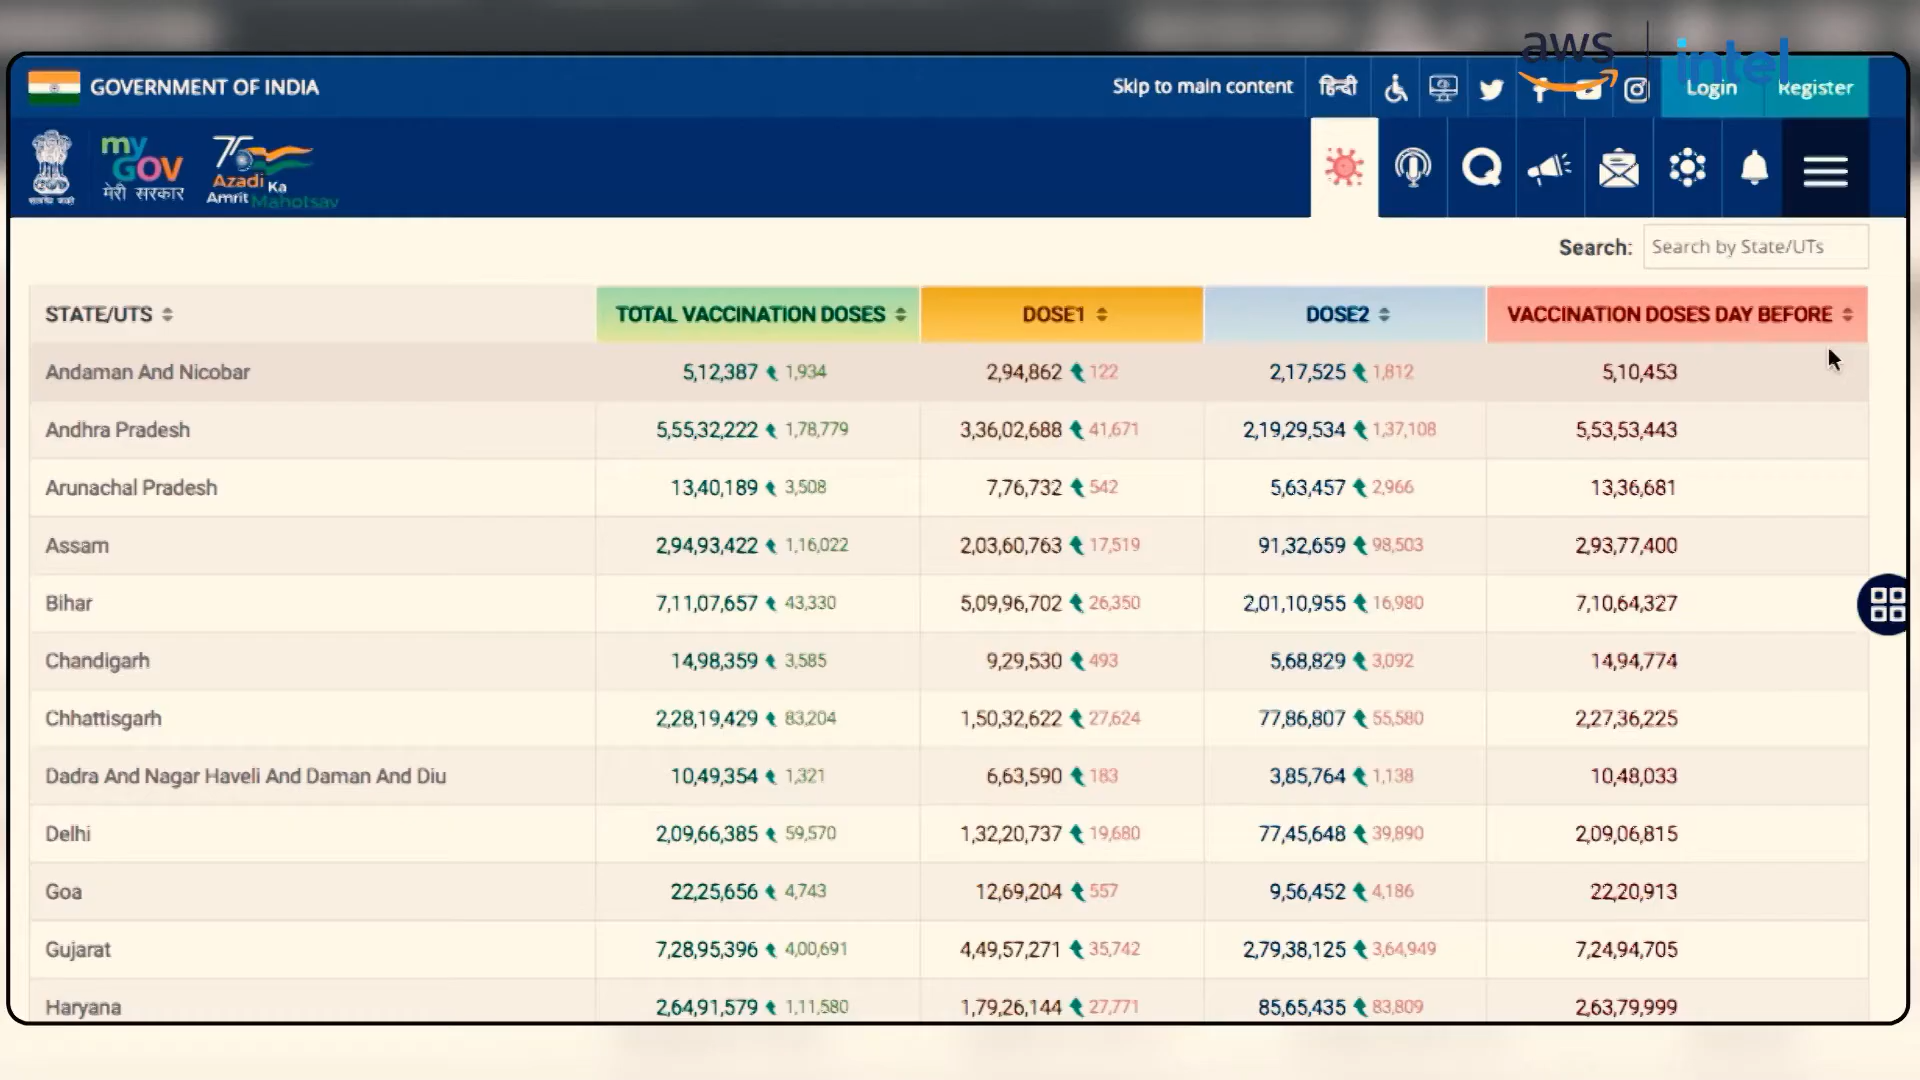 aws
intel
GOVERNMENT OF INDIA
Skip to main content
हिन्दी
Login
Register
सत्यमेव जयते
my GOV
मेरी सरकार
75
Azadi Ka
Amrit Mahotsav
Search: Search by State/UTs
STATE/UTS TOTAL VACCINATION DOSES DOSE1 DOSE2 VACCINATION DOSES DAY BEFORE
Andaman And Nicobar 5,12,387 1,934 2,94,862 122 2,17,525 1,812 5,10,453
Andhra Pradesh 5,55,32,222 1,78,779 3,36,02,688 41,671 2,19,29,534 1,37,108 5,53,53,443
Arunachal Pradesh 13,40,189 3,508 7,76,732 542 5,63,457 2,966 13,36,681
Assam 2,94,93,422 1,16,022 2,03,60,763 17,519 91,32,659 98,503 2,93,77,400
Bihar 7,11,07,657 43,330 5,09,96,702 26,350 2,01,10,955 16,980 7,10,64,327
Chandigarh 14,98,359 3,585 9,29,530 493 5,68,829 3,092 14,94,774
Chhattisgarh 2,28,19,429 83,204 1,50,32,622 27,624 77,86,807 55,580 2,27,36,225
Dadra And Nagar Haveli And Daman And Diu 10,49,354 1,321 6,63,590 183 3,85,764 1,138 10,48,033
Delhi 2,09,66,385 59,570 1,32,20,737 19,680 77,45,648 39,890 2,09,06,815
Goa 22,25,656 4,743 12,69,204 557 9,56,452 4,186 22,20,913
Gujarat 7,28,95,396 4,00,691 4,49,57,271 35,742 2,79,38,125 3,64,949 7,24,94,705
Haryana 2,64,91,579 1,11,580 1,79,26,144 27,771 85,65,435 83,809 2,63,79,999